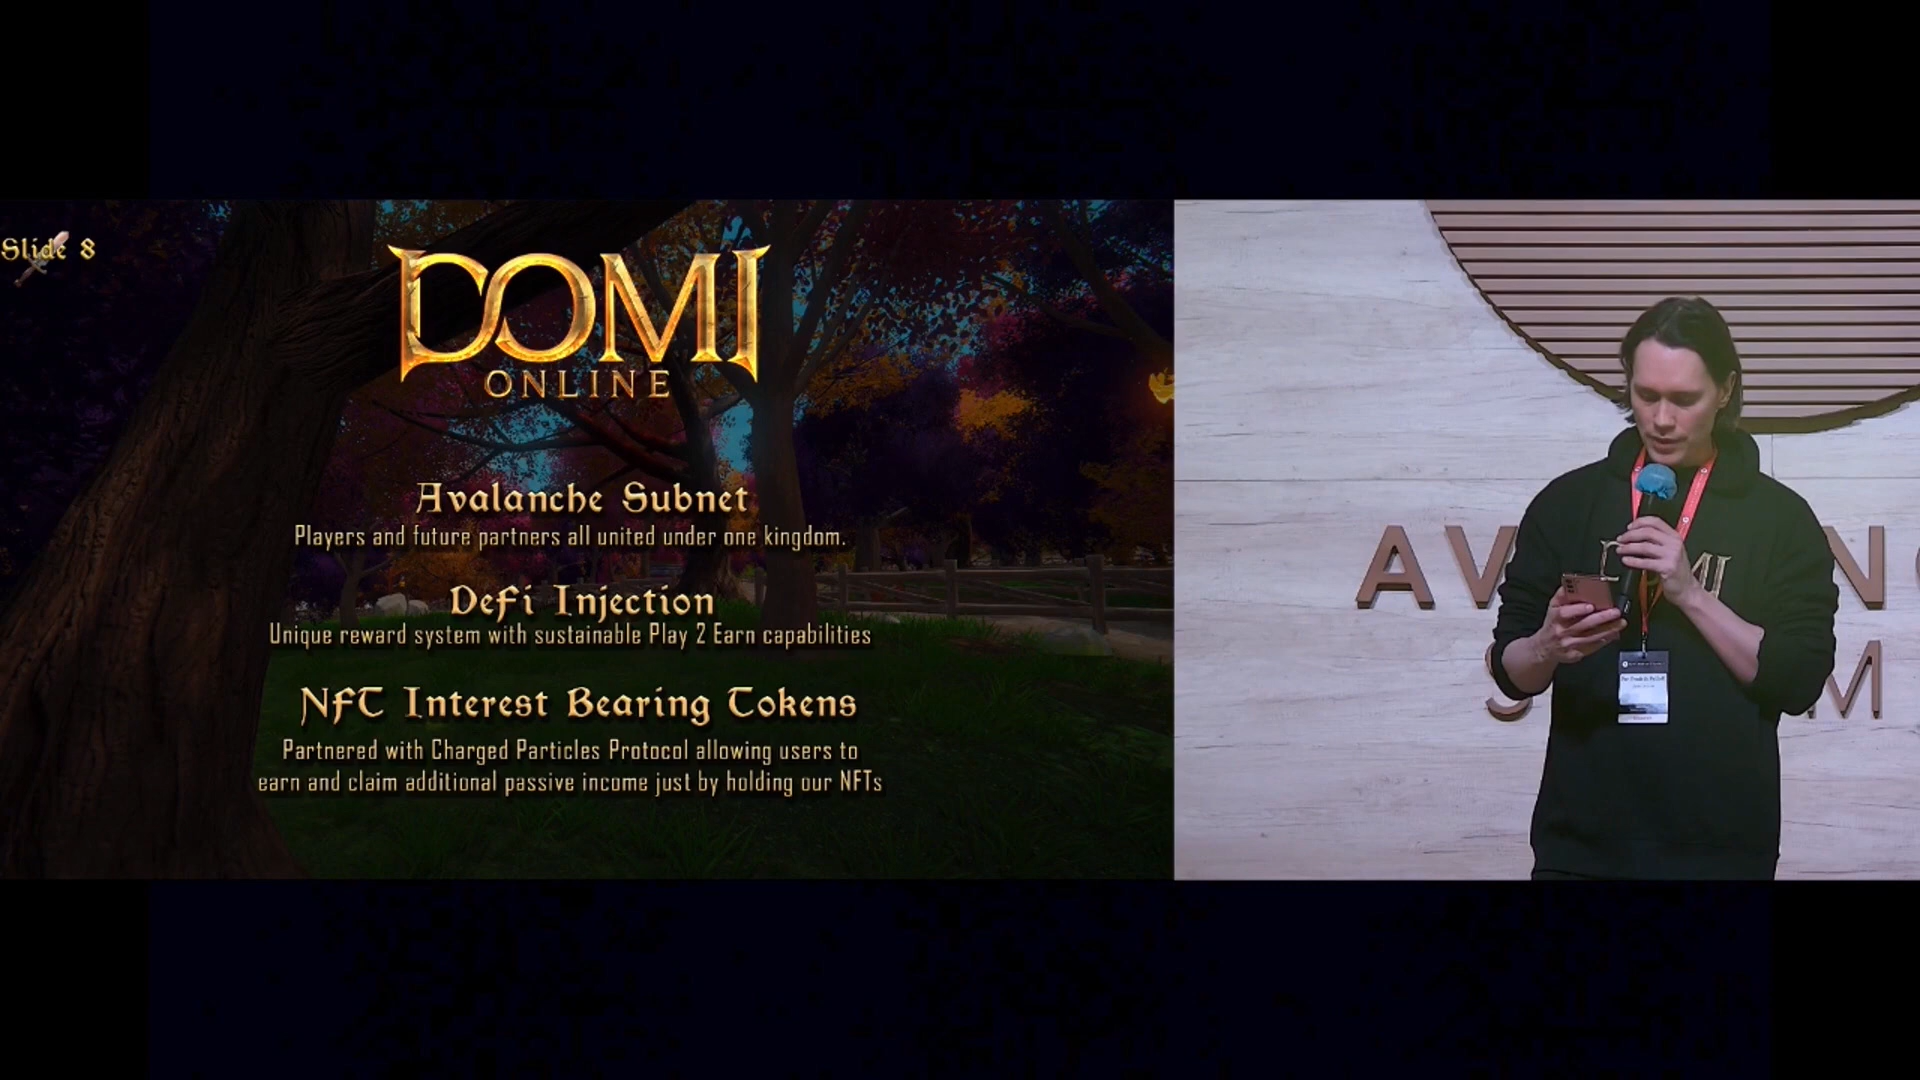 Slide 8
DOMI
ONLINE
Avalanche Subnet
Players and future partners all united under one kingdom.
DeFi Injection
Unique reward system with sustainable Play 2 Earn capabilities
NFT Interest Bearing Tokens
Partnered with Charged Particles Protocol allowing users to
earn and claim additional passive income just by holding our NFTs
DOMI